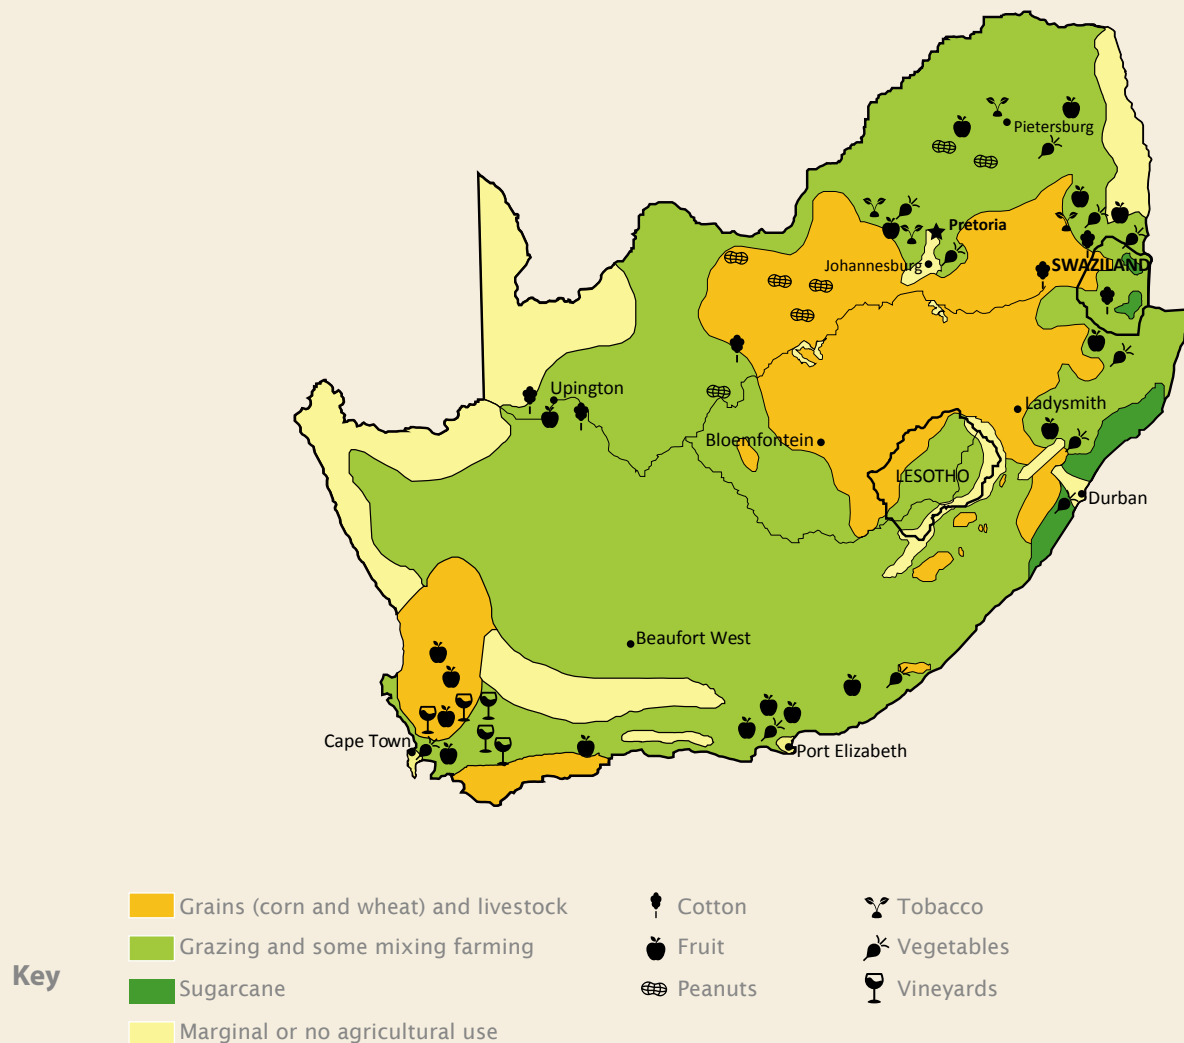 Pietersburg
Pretoria
Johannesburg
SWAZILAND
Upington
Ladysmith
Bloemfontein
LESOTHO
Durban
Beaufort West
Cape Town
Port Elizabeth
Key
Grains (corn and wheat) and livestock
Grazing and some mixing farming
Sugarcane
Marginal or no agricultural use
Cotton
Fruit
Peanuts
Tobacco
Vegetables
Vineyards